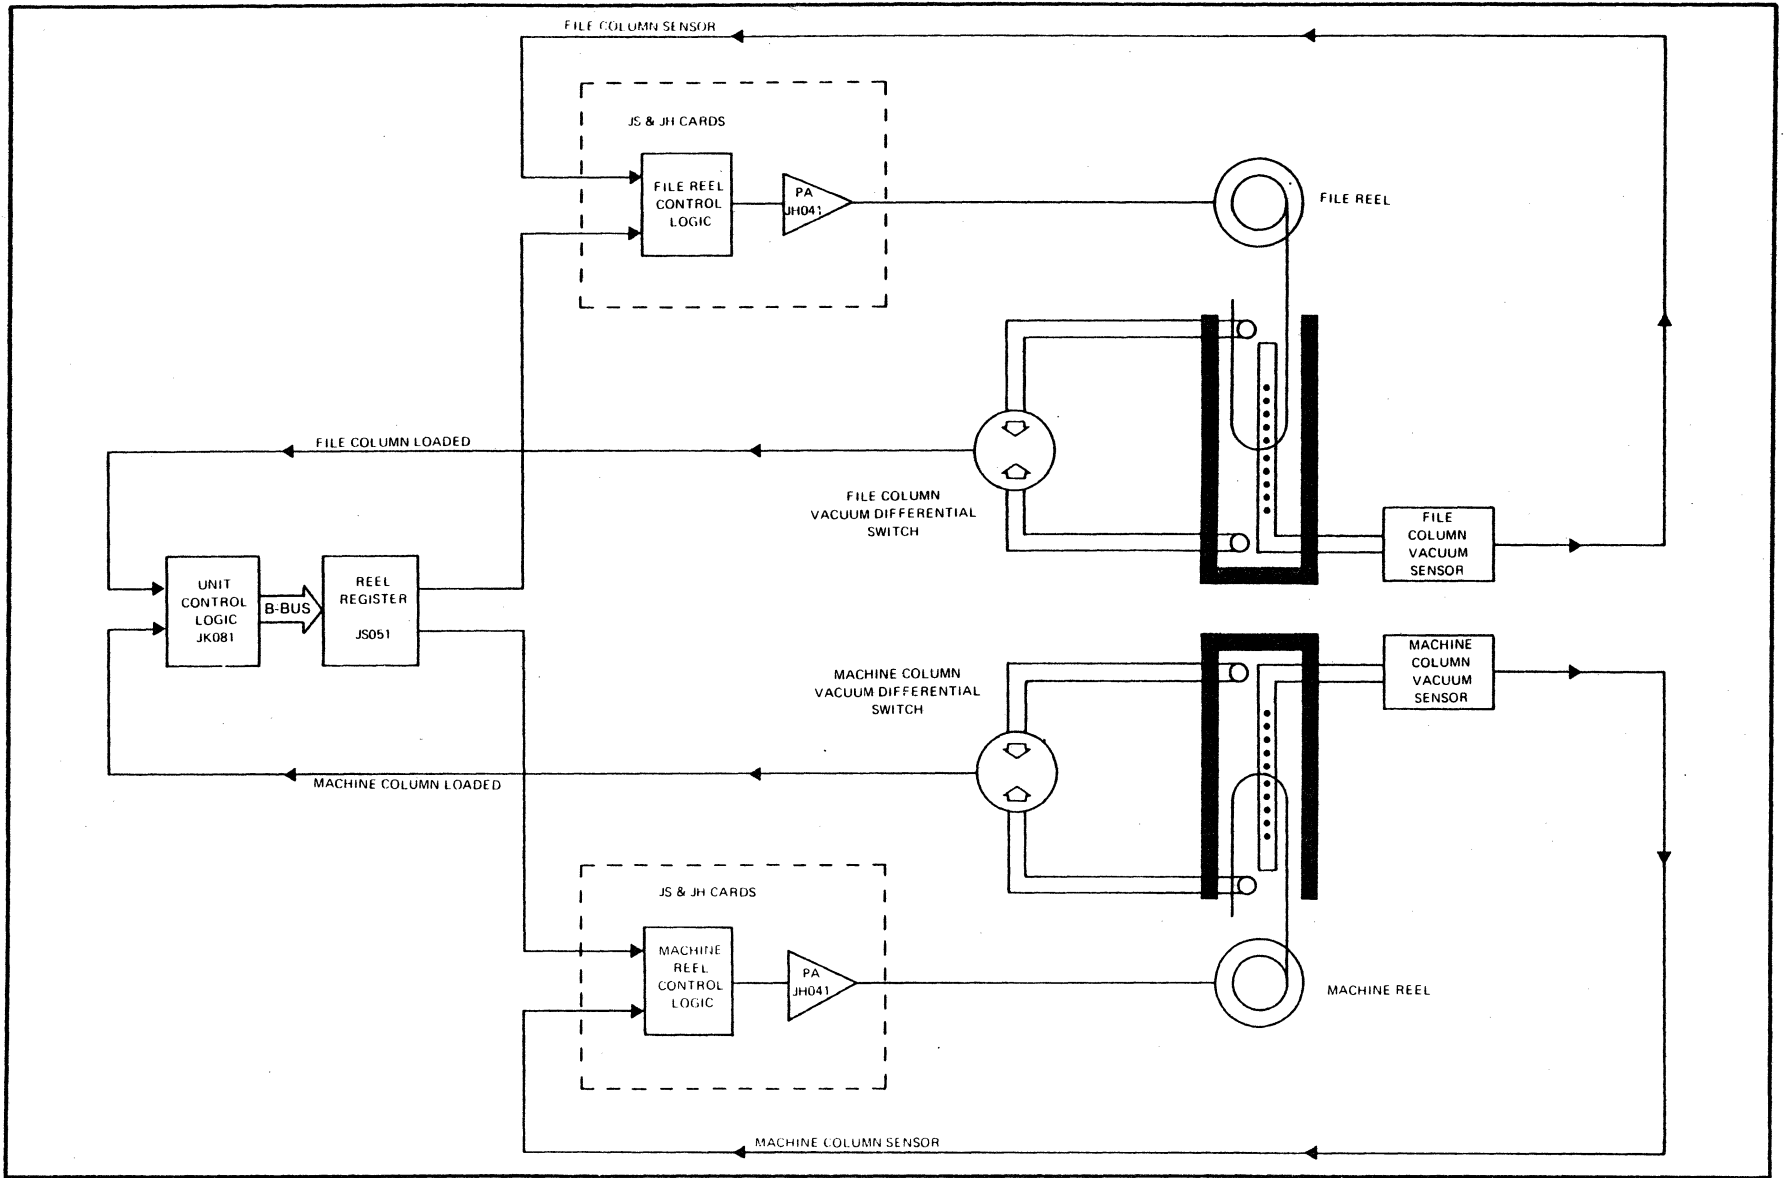 FILE COLUMN SENSOR
JS & JH CARDS
FILE REEL
CONTROL
LOGIC
PA
JH041
FILE REEL
FILE COLUMN LOADED
FILE COLUMN
VACUUM DIFFERENTIAL
SWITCH
FILE
COLUMN
VACUUM
SENSOR
UNIT
CONTROL
LOGIC
JK081
B-BUS
REEL
REGISTER
JS051
MACHINE COLUMN
VACUUM DIFFERENTIAL
SWITCH
MACHINE
COLUMN
VACUUM
SENSOR
MACHINE COLUMN LOADED
JS & JH CARDS
MACHINE
REEL
CONTROL
LOGIC
PA
JH041
MACHINE REEL
MACHINE COLUMN SENSOR